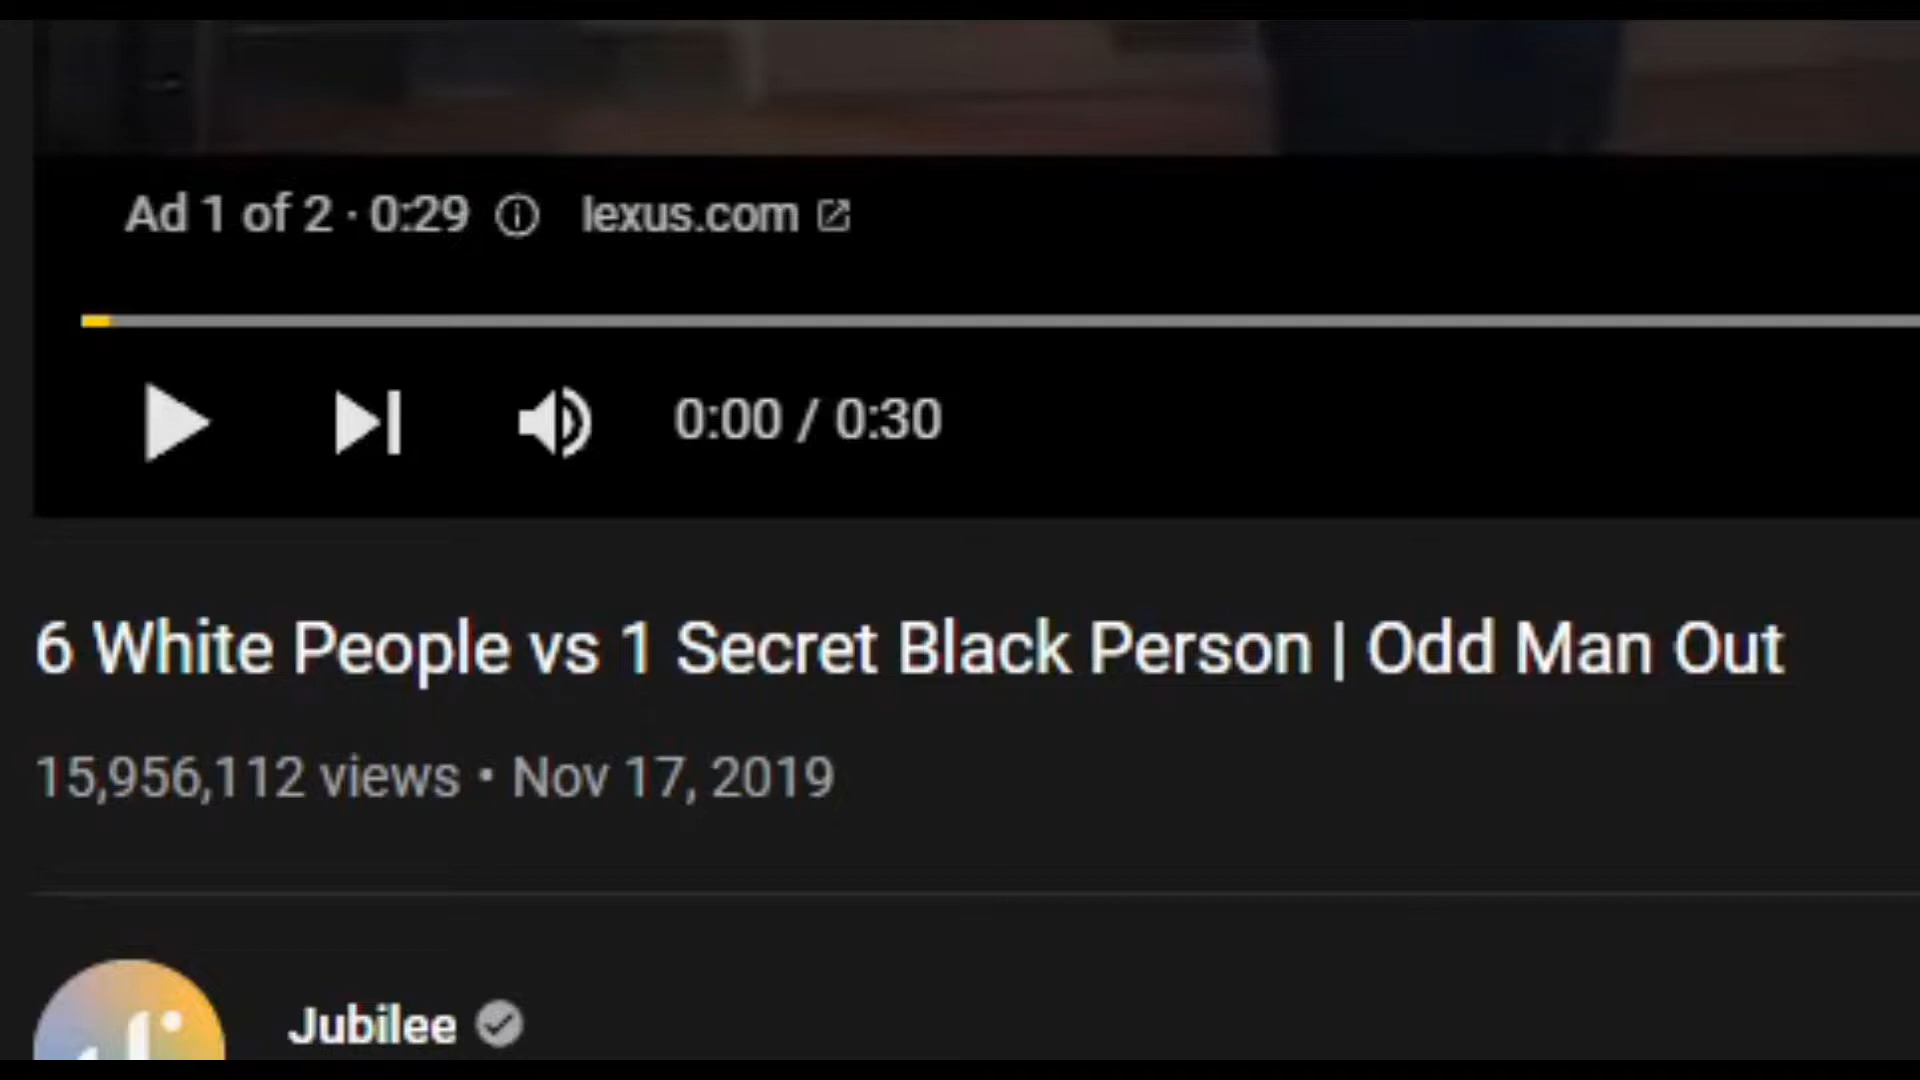 Ad 1 of 2 · 0:29 lexus.com
0:00 / 0:30
6 White People vs 1 Secret Black Person | Odd Man Out
15,956,112 views • Nov 17, 2019
Jubilee